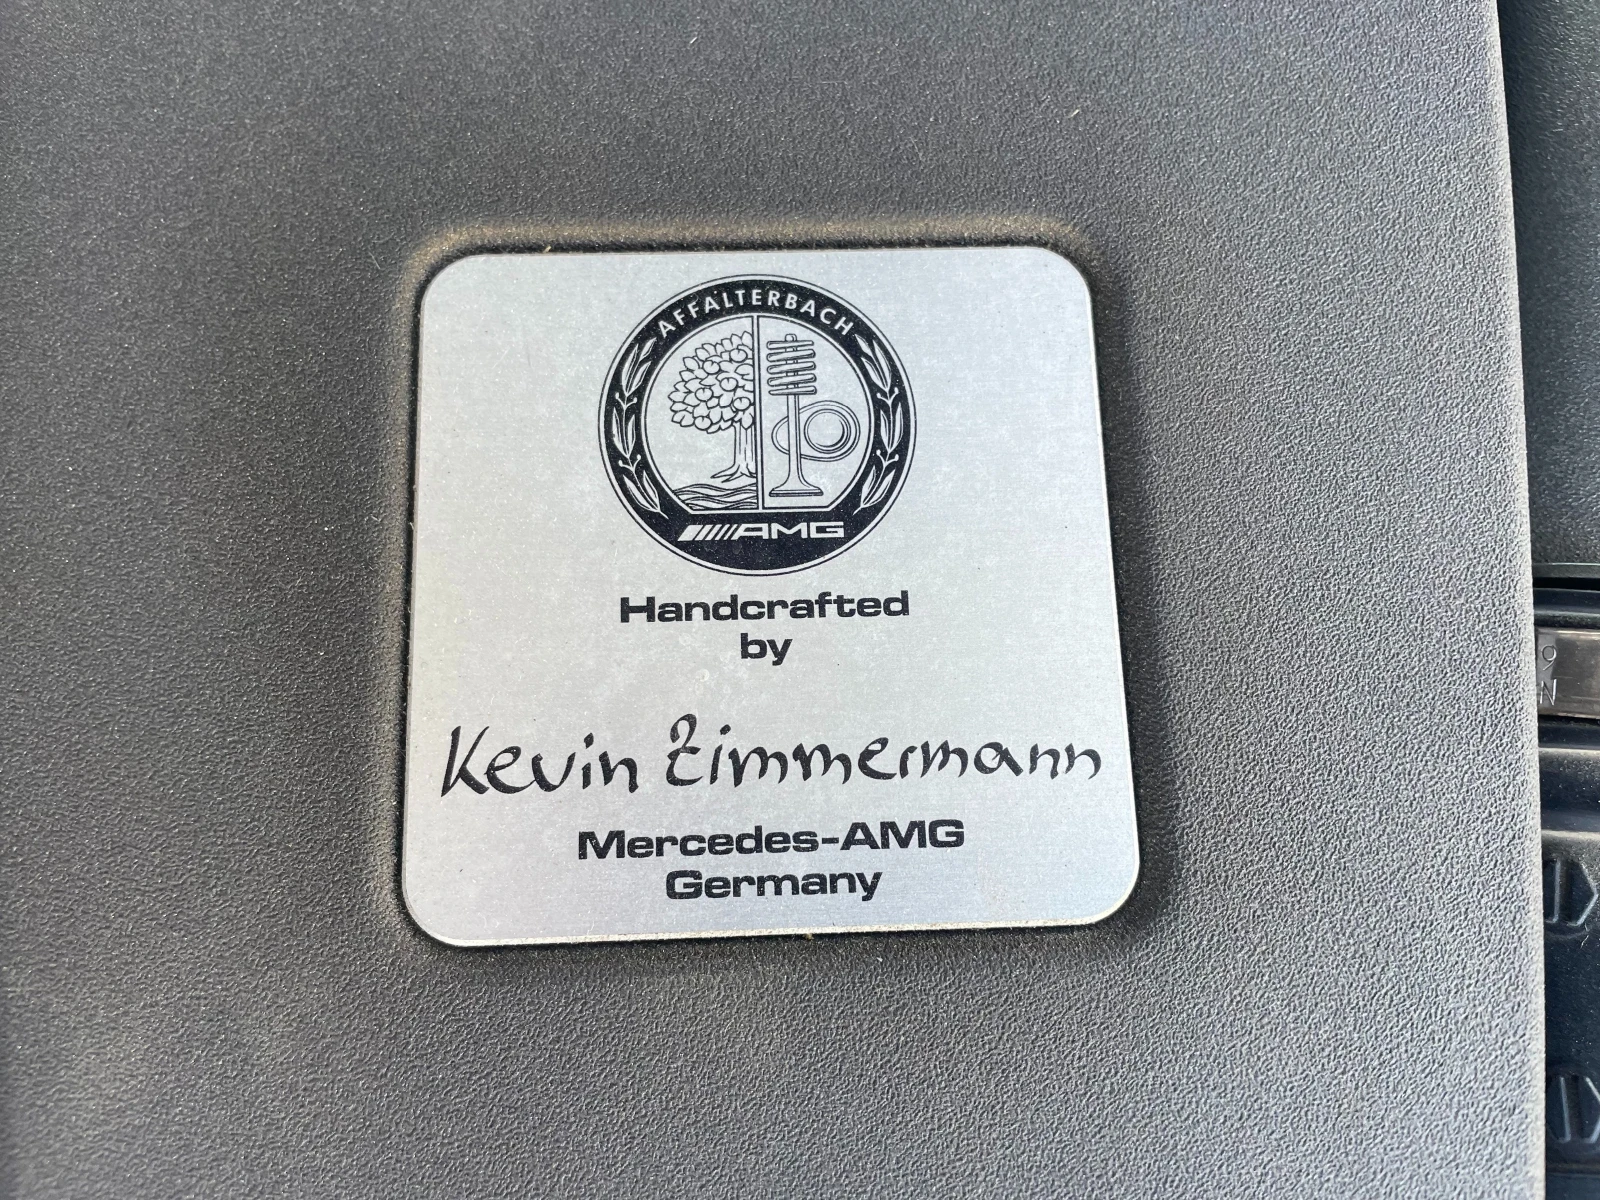 AFFALTERBACH
AMG
Handcrafted
by
Kevin Zimmermann
Mercedes-AMG
Germany